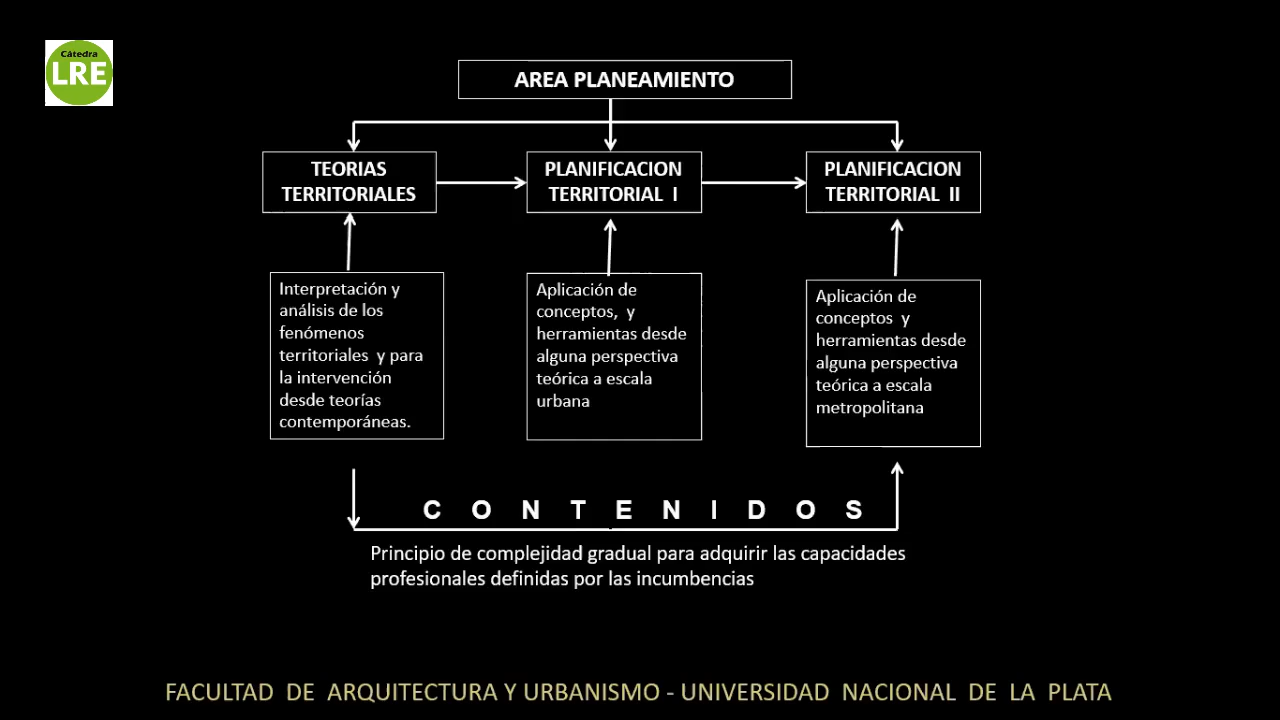 Cátedra
LRE
AREA PLANEAMIENTO
TEORIAS
TERRITORIALES
PLANIFICACION
TERRITORIAL I
PLANIFICACION
TERRITORIAL II
Interpretación y
análisis de los
fenómenos
territoriales y para
la intervención
desde teorías
contemporáneas.
Aplicación de
conceptos, y
herramientas desde
alguna perspectiva
teórica a escala
urbana
Aplicación de
conceptos y
herramientas desde
alguna perspectiva
teórica a escala
metropolitana
C O N T E N I D O S
Principio de complejidad gradual para adquirir las capacidades
profesionales definidas por las incumbencias
FACULTAD DE ARQUITECTURA Y URBANISMO - UNIVERSIDAD NACIONAL DE LA PLATA